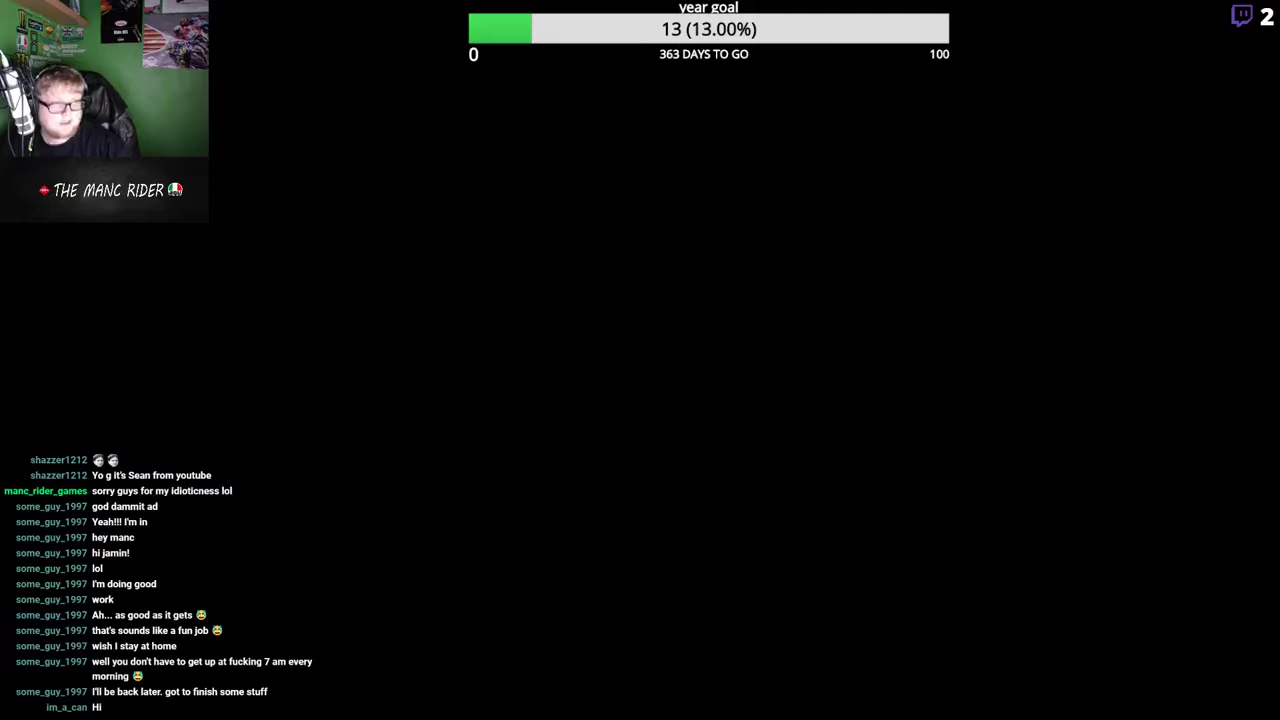 year goal
13 (13.00%)
0 363 DAYS TO GO 100
2
THE MANC RIDER
shazzer1212
shazzer1212 Yo g it's Sean from youtube
manc_rider_games sorry guys for my idioticness lol
some_guy_1997 god dammit ad
some_guy_1997 Yeah!!! I'm in
some_guy_1997 hey manc
some_guy_1997 hi jamin!
some_guy_1997 lol
some_guy_1997 I'm doing good
some_guy_1997 work
some_guy_1997 Ah... as good as it gets 😅
some_guy_1997 that's sounds like a fun job 😅
some_guy_1997 wish I stay at home
some_guy_1997 well you don't have to get up at fucking 7 am every
morning 😅
some_guy_1997 I'll be back later. got to finish some stuff
im_a_can Hi